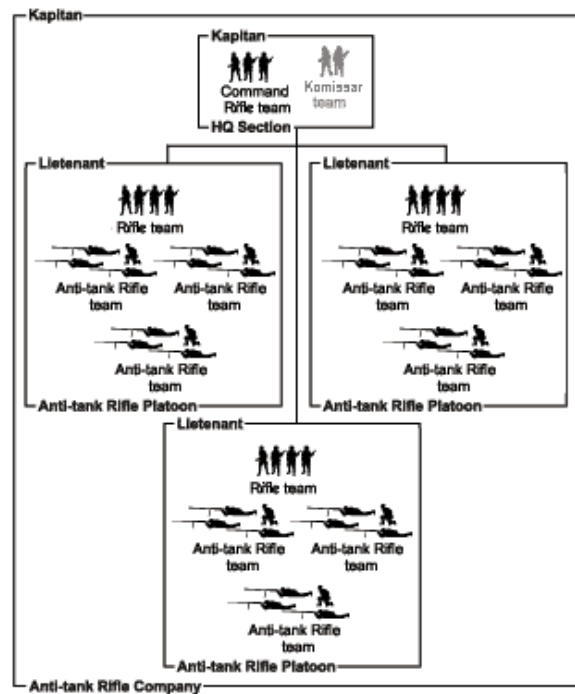 Kapitan
Kapitan
Command
Rifle team
Komissar
team
HQ Section
Lietenant
Rifle team
Anti-tank Rifle
team
Anti-tank Rifle
team
Anti-tank Rifle
team
Anti-tank Rifle Platoon
Lietenant
Rifle team
Anti-tank Rifle
team
Anti-tank Rifle
team
Anti-tank Rifle
team
Anti-tank Rifle Platoon
Lietenant
Rifle team
Anti-tank Rifle
team
Anti-tank Rifle
team
Anti-tank Rifle
team
Anti-tank Rifle Platoon
Anti-tank Rifle Company